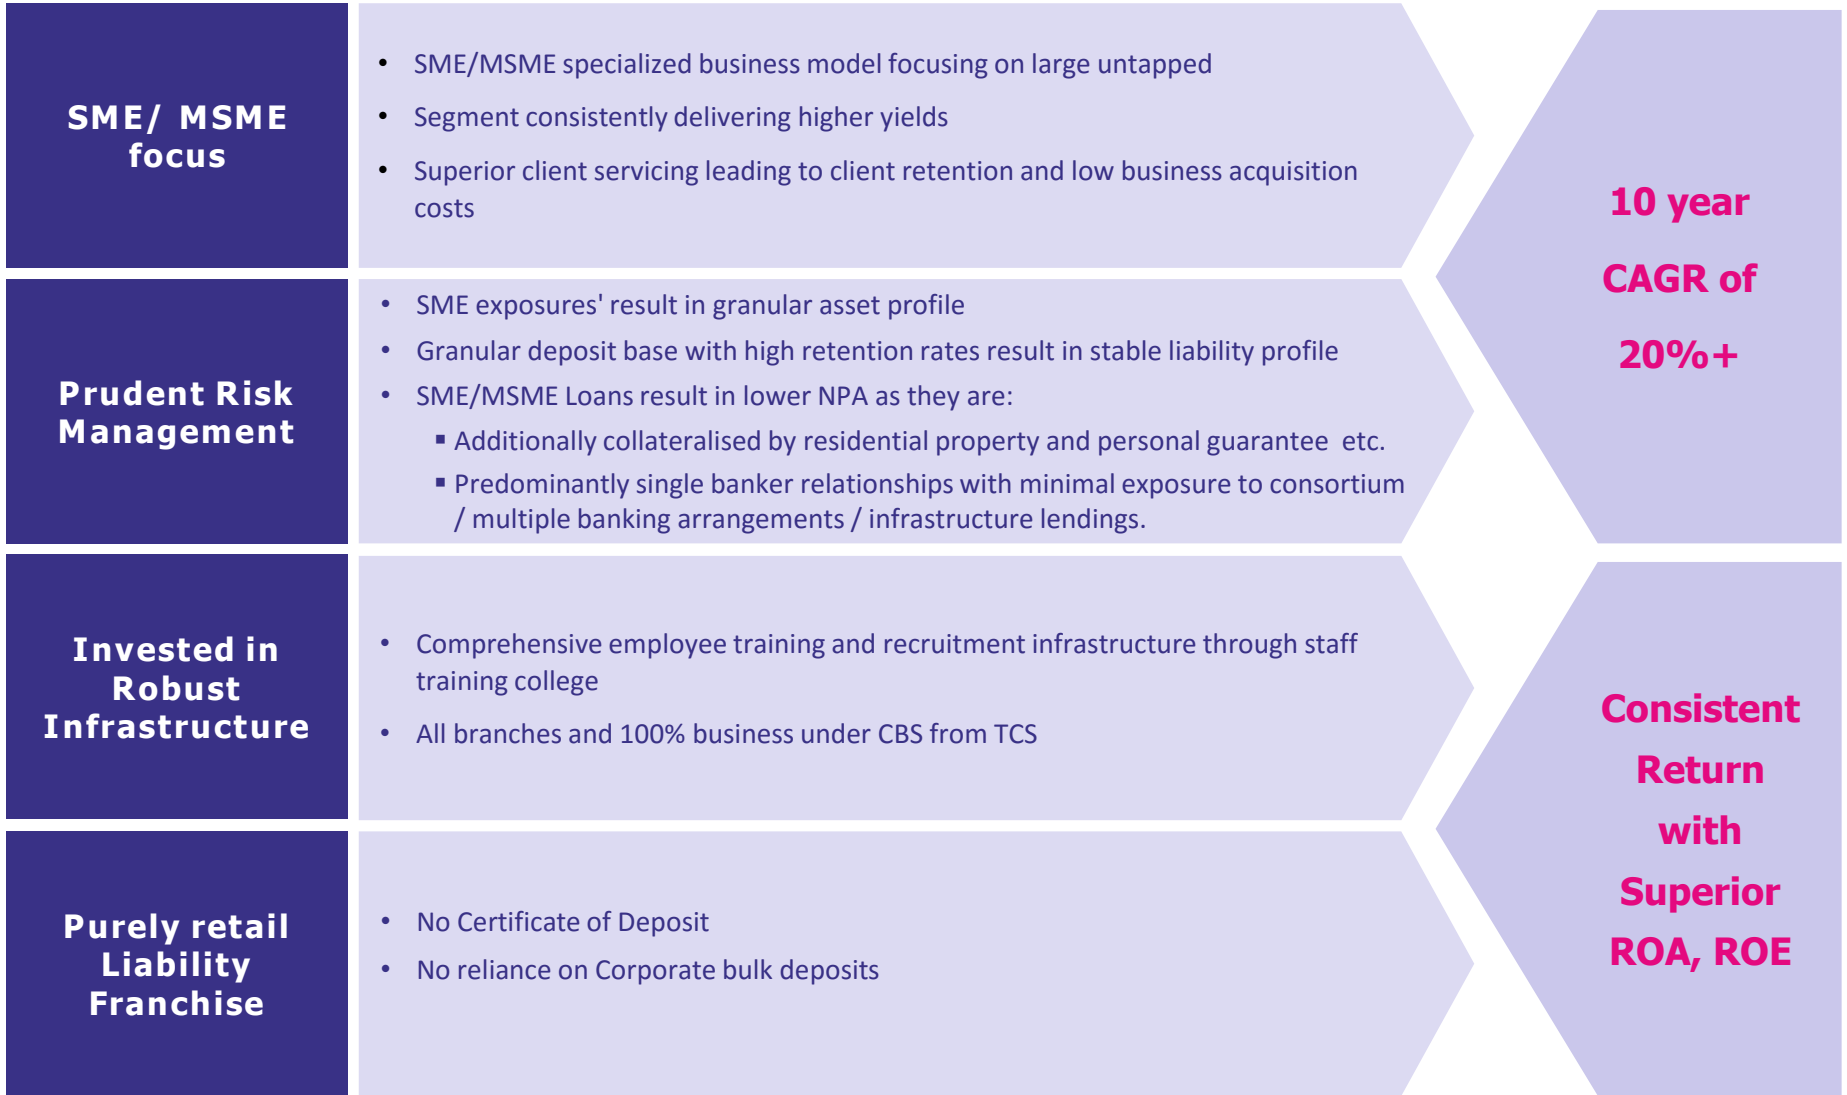 SME/ MSME
focus
• SME/MSME specialized business model focusing on large untapped
• Segment consistently delivering higher yields
• Superior client servicing leading to client retention and low business acquisition
costs
Prudent Risk
Management
• SME exposures' result in granular asset profile
• Granular deposit base with high retention rates result in stable liability profile
• SME/MSME Loans result in lower NPA as they are:
▪ Additionally collateralised by residential property and personal guarantee etc.
▪ Predominantly single banker relationships with minimal exposure to consortium
/ multiple banking arrangements / infrastructure lendings.
10 year
CAGR of
20%+
Invested in
Robust
Infrastructure
• Comprehensive employee training and recruitment infrastructure through staff
training college
• All branches and 100% business under CBS from TCS
Purely retail
Liability
Franchise
• No Certificate of Deposit
• No reliance on Corporate bulk deposits
Consistent
Return
with
Superior
ROA, ROE